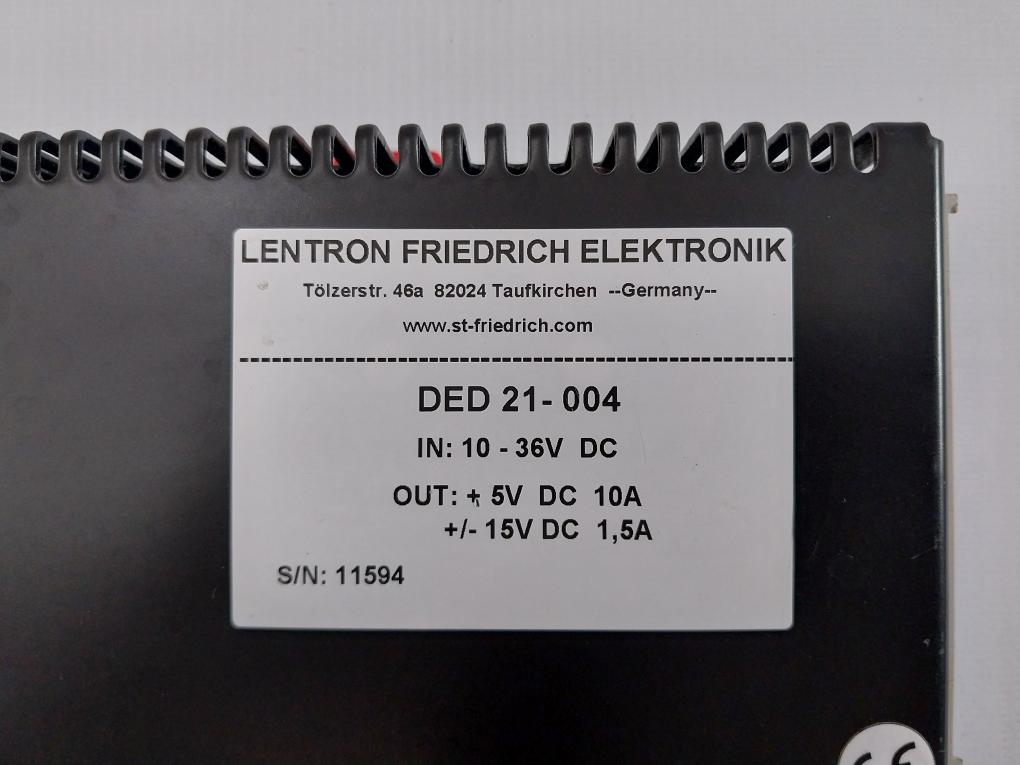 LENTRON FRIEDRICH ELEKTRONIK
Tölzerstr. 46a 82024 Taufkirchen --Germany--
www.st-friedrich.com
DED 21- 004
IN: 10 - 36V DC
OUT: + 5V DC 10A
+/- 15V DC 1,5A
S/N: 11594
CE